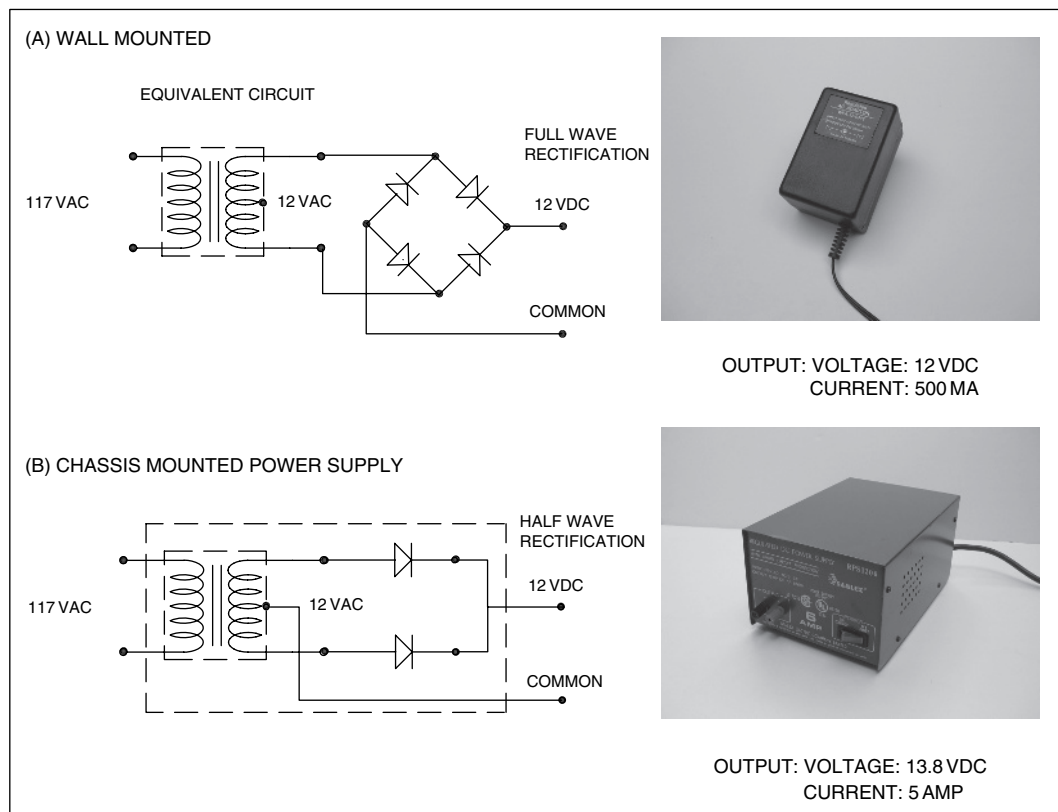 (A) WALL MOUNTED
EQUIVALENT CIRCUIT
FULL WAVE
RECTIFICATION
117 VAC
12 VAC
12 VDC
COMMON
OUTPUT: VOLTAGE: 12 VDC
CURRENT: 500 MA
(B) CHASSIS MOUNTED POWER SUPPLY
HALF WAVE
RECTIFICATION
117 VAC
12 VAC
12 VDC
COMMON
AMP
OUTPUT: VOLTAGE: 13.8 VDC
CURRENT: 5 AMP